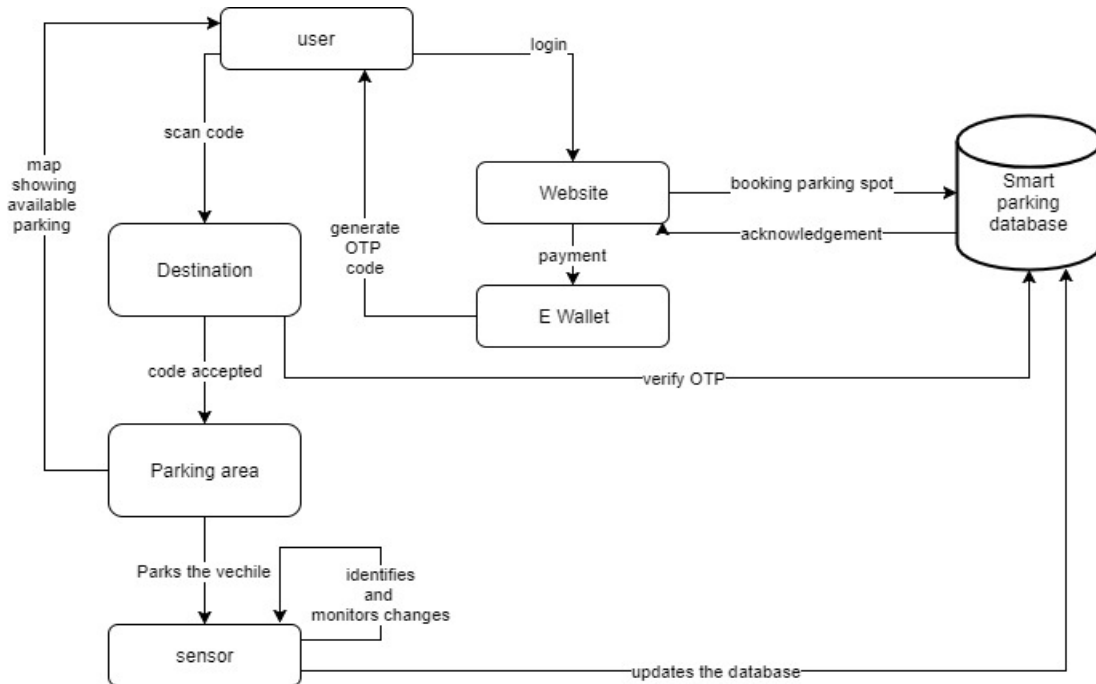 user
login
scan code
map
showing
available
parking
Website
booking parking spot
Smart
parking
database
acknowledgement
generate
OTP
code
payment
Destination
E Wallet
code accepted
verify OTP
Parking area
Parks the vechile
identifies
and
monitors changes
sensor
updates the database